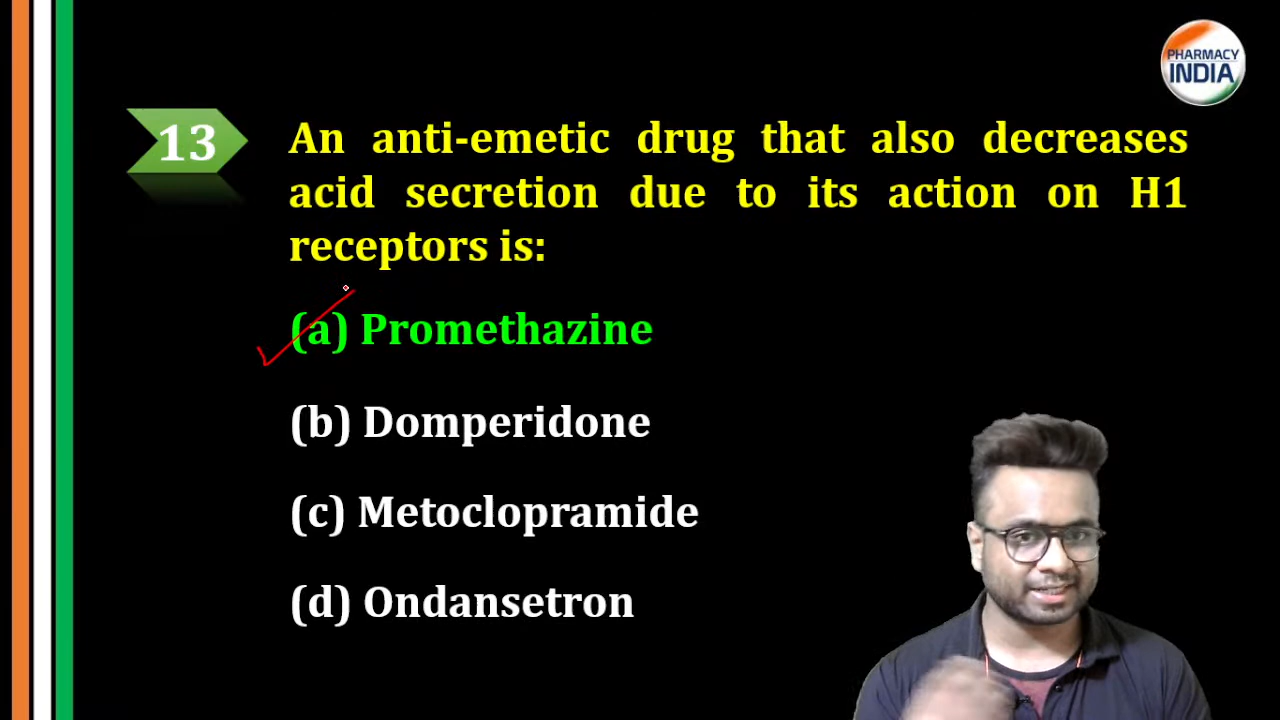 PHARMACY
INDIA
13
An anti-emetic drug that also decreases
acid secretion due to its action on H1
receptors is:
(a) Promethazine
(b) Domperidone
(c) Metoclopramide
(d) Ondansetron